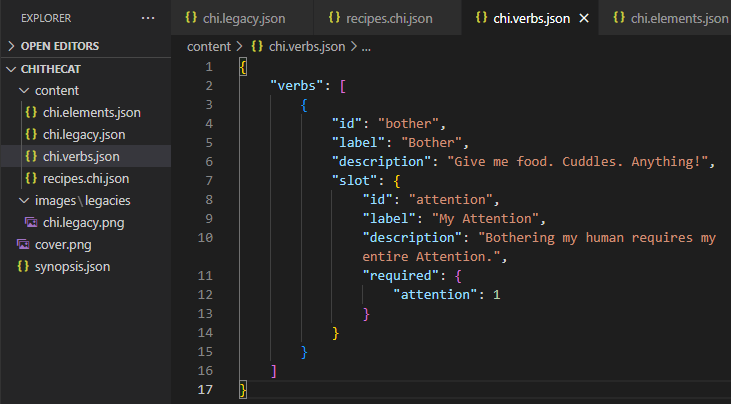 EXPLORER ...
OPEN EDITORS
CHITHECAT
content
{} chi.elements.json
{} chi.legacy.json
{} chi.verbs.json
{} recipes.chi.json
images\legacies
chi.legacy.png
cover.png
{} synopsis.json
{} chi.legacy.json {} recipes.chi.json {} chi.verbs.json × {} chi.elements.json
content > {} chi.verbs.json > ...
1 {
2 "verbs": [
3 {
4 "id": "bother",
5 "label": "Bother",
6 "description": "Give me food. Cuddles. Anything!",
7 "slot": {
8 "id": "attention",
9 "label": "My Attention",
10 "description": "Bothering my human requires my
entire Attention.",
11 "required": {
12 "attention": 1
13 }
14 }
15 }
16 ]
17 }